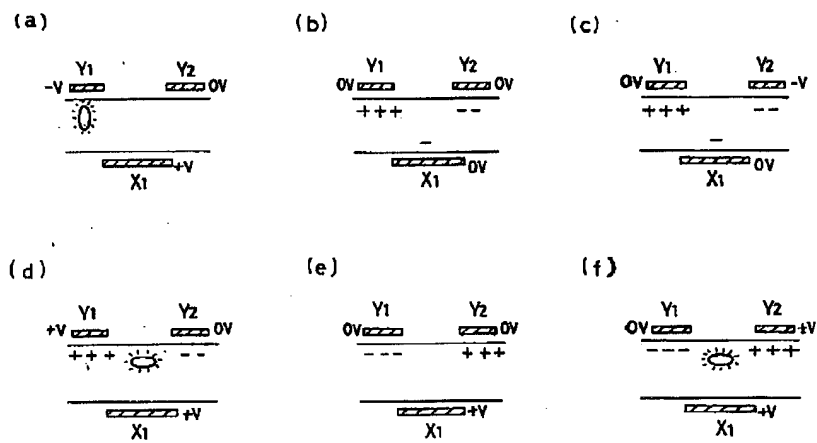 (a)
(b)
(c)
Y1 Y2
-V 0V
X1 +V
Y1 Y2
0V 0V
+ + + - -
-
X1 0V
Y1 Y2
0V -V
+ + + - -
-
X1 0V
(d)
(e)
(f)
Y1 Y2
+V 0V
+ + + - -
X1 +V
Y1 Y2
0V 0V
- - - + + +
X1 +V
Y1 Y2
0V +V
- - - + + +
X1 +V